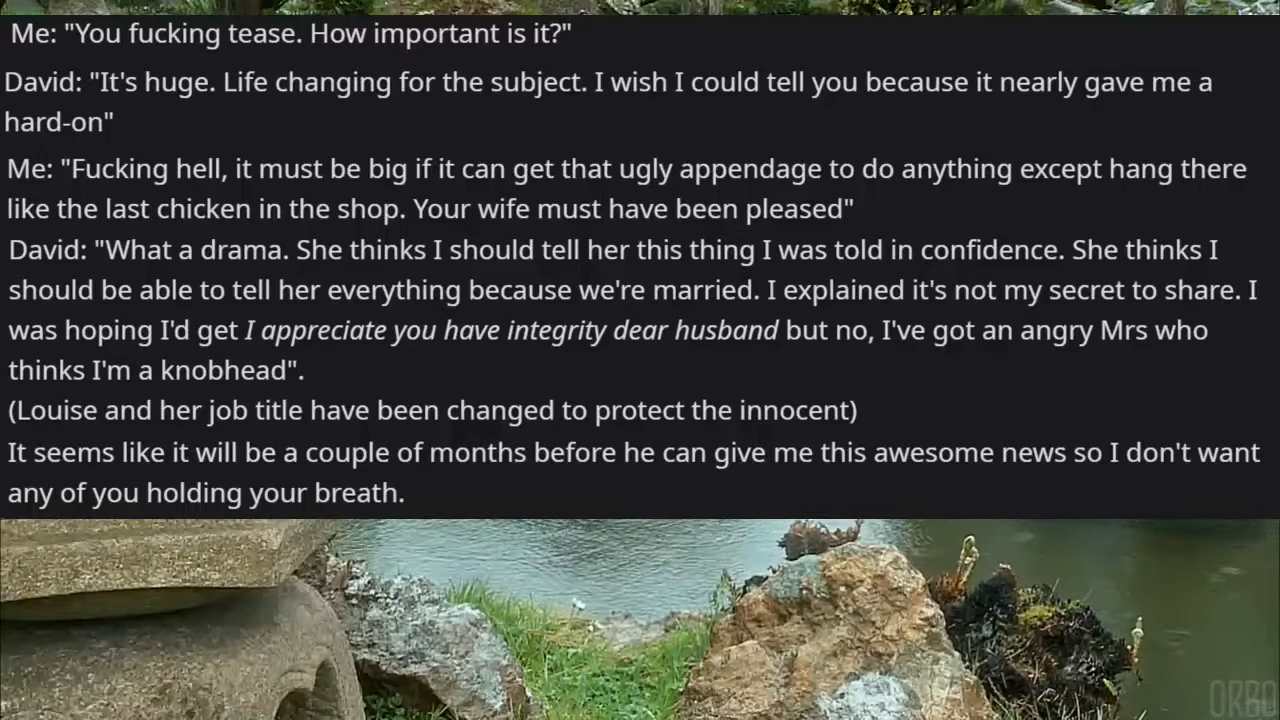 Me: "You fucking tease. How important is it?"
David: "It's huge. Life changing for the subject. I wish I could tell you because it nearly gave me a
hard-on"
Me: "Fucking hell, it must be big if it can get that ugly appendage to do anything except hang there
like the last chicken in the shop. Your wife must have been pleased"
David: "What a drama. She thinks I should tell her this thing I was told in confidence. She thinks I
should be able to tell her everything because we're married. I explained it's not my secret to share. I
was hoping I'd get I appreciate you have integrity dear husband but no, I've got an angry Mrs who
thinks I'm a knobhead".
(Louise and her job title have been changed to protect the innocent)
It seems like it will be a couple of months before he can give me this awesome news so I don't want
any of you holding your breath.